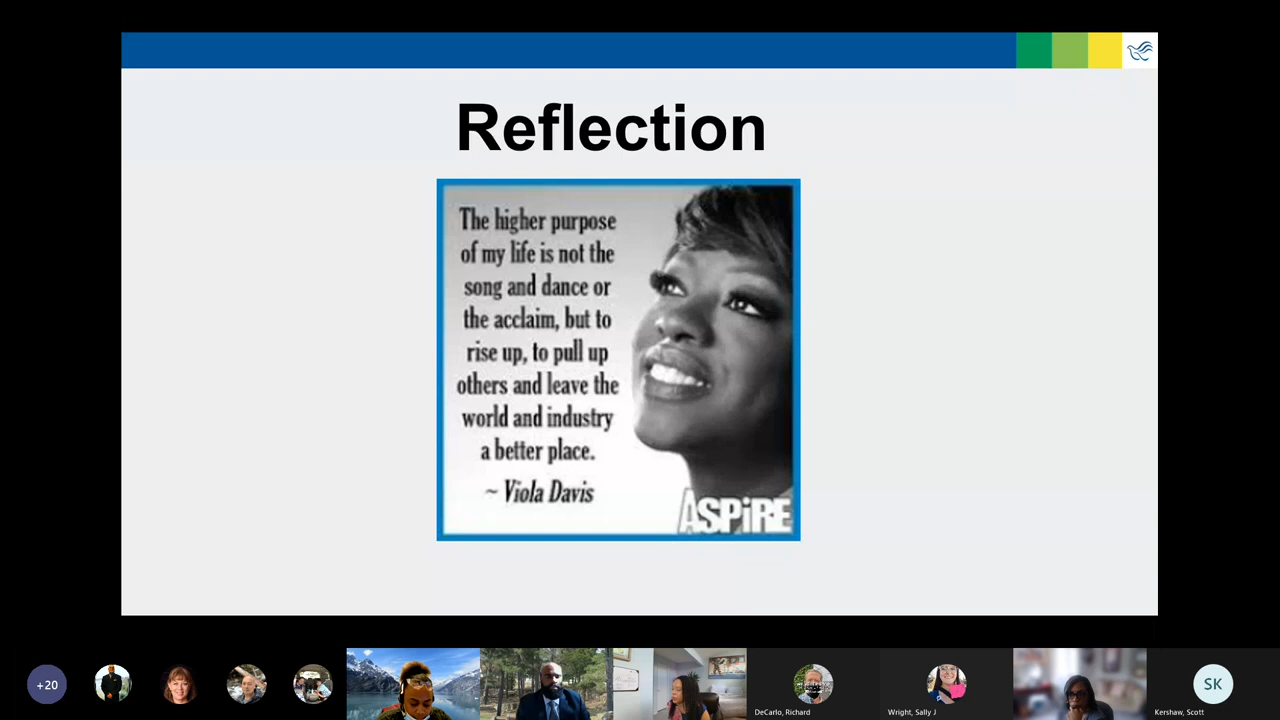 Reflection
The higher purpose
of my life is not the
song and dance or
the acclaim, but to
rise up, to pull up
others and leave the
world and industry
a better place.
~ Viola Davis
ASPiRE
+20
DeCarlo, Richard
Wright, Sally J
SK
Kershaw, Scott